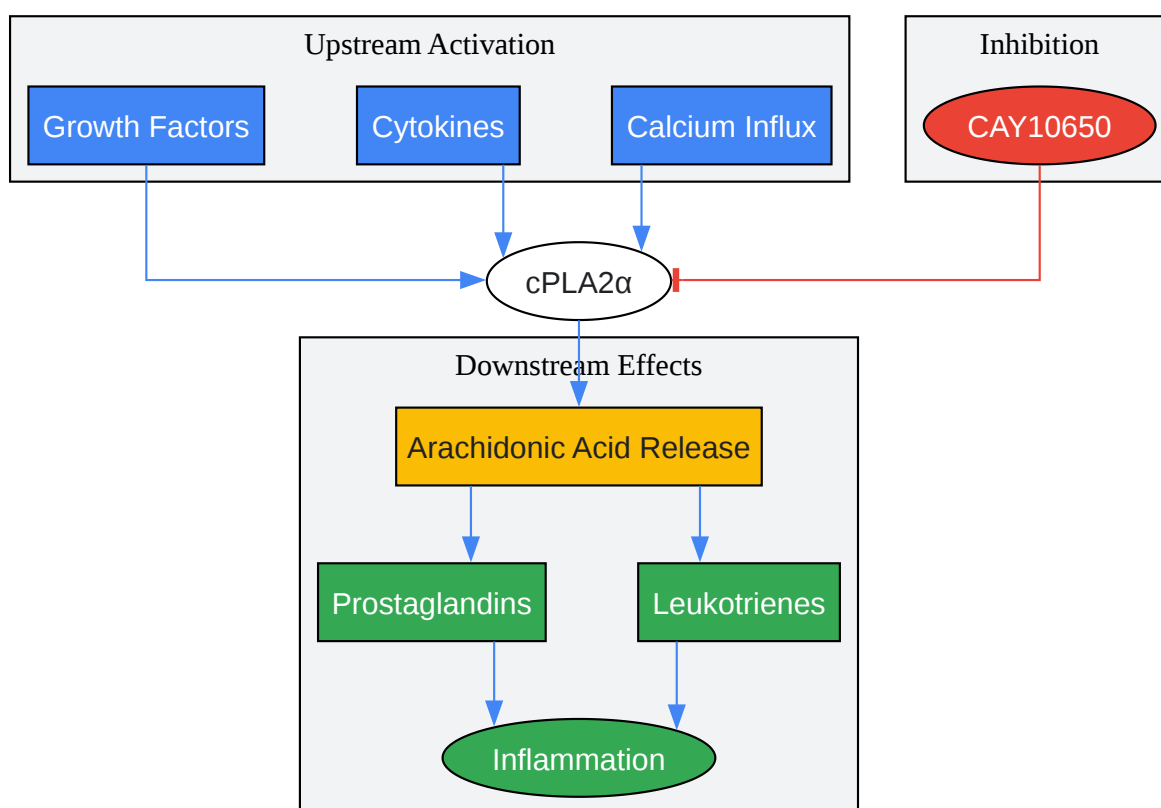 Upstream Activation
Inhibition
Growth Factors
Cytokines
Calcium Influx
CAY10650
cPLA2α
Downstream Effects
Arachidonic Acid Release
Prostaglandins
Leukotrienes
Inflammation